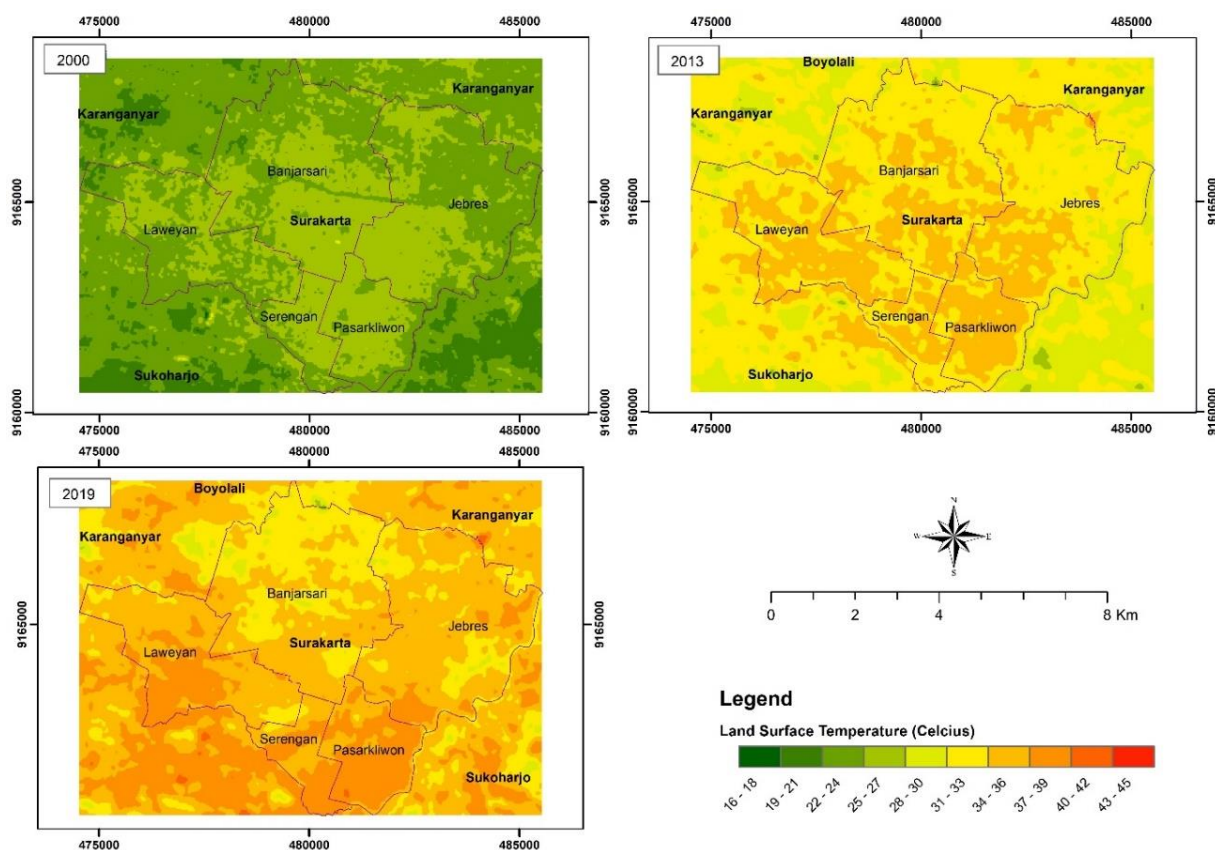 475000 480000 485000
2000
Karanganyar
Karanganyar
Banjarsari
9165000
9165000
Jebres
Surakarta
Laweyan
Serengan
Pasarkliwon
Sukoharjo
9160000
9160000
475000 480000 485000
475000 480000 485000
2013
Boyolali
Karanganyar
Karanganyar
Banjarsari
9165000
9165000
Jebres
Surakarta
Laweyan
Serengan
Pasarkliwon
Sukoharjo
9160000
9160000
475000 480000 485000
2019
Boyolali
Karanganyar
Karanganyar
Banjarsari
9165000
9165000
Jebres
Surakarta
Laweyan
Serengan
Pasarkliwon
Sukoharjo
475000 480000 485000
N
W E
S
0 2 4 8 Km
Legend
Land Surface Temperature (Celcius)
16 - 18
19 - 21
22 - 24
25 - 27
28 - 30
31 - 33
34 - 36
37 - 39
40 - 42
43 - 45